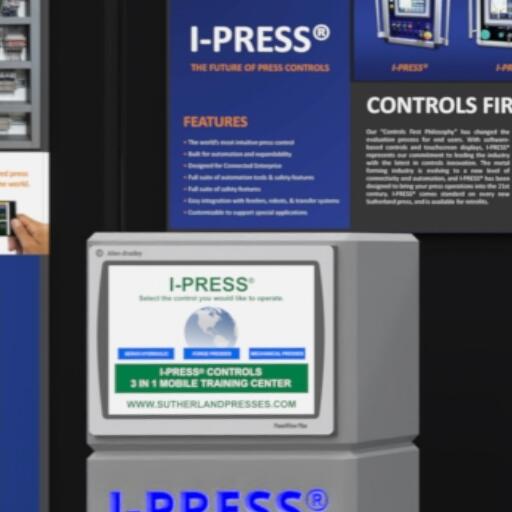 I-PRESS®
THE FUTURE OF PRESS CONTROLS
FEATURES
• The world's most intuitive press control
• Built for automation and expandability
• Designed for Connected Enterprise
• Full suite of automation tools & safety features
• Full suite of safety features
• Easy integration with feeders, robots, & transfer systems
• Customizable to support special applications
I-PRESS®
CONTROLS FIR
Our "Controls First Philosophy" has changed the
evaluation process for end users. With software-
based controls and touchscreen displays, I-PRESS®
represents our commitment to leading the industry
with the latest in controls innovation. The metal
forming industry is evolving to a new level of
connectivity and automation, and I-PRESS® has been
designed to bring your press operations into the 21st
century. I-PRESS® comes standard on every new
Sutherland press, and is available for retrofits.
ed press
he world.
Allen-Bradley
I-PRESS®
Select the control you would like to operate.
SERVO HYDRAULIC
FORGE PRESSES
MECHANICAL PRESSES
I-PRESS® CONTROLS
3 IN 1 MOBILE TRAINING CENTER
WWW.SUTHERLANDPRESSES.COM
PanelView Plus
I-PRESS®